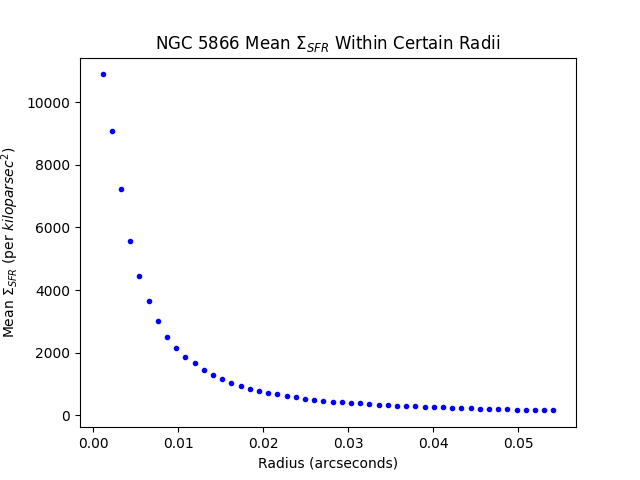 NGC 5866 Mean Σ_SFR Within Certain Radii
Mean Σ_SFR (per kiloparsec²)
10000
8000
6000
4000
2000
0
0.00 0.01 0.02 0.03 0.04 0.05
Radius (arcseconds)